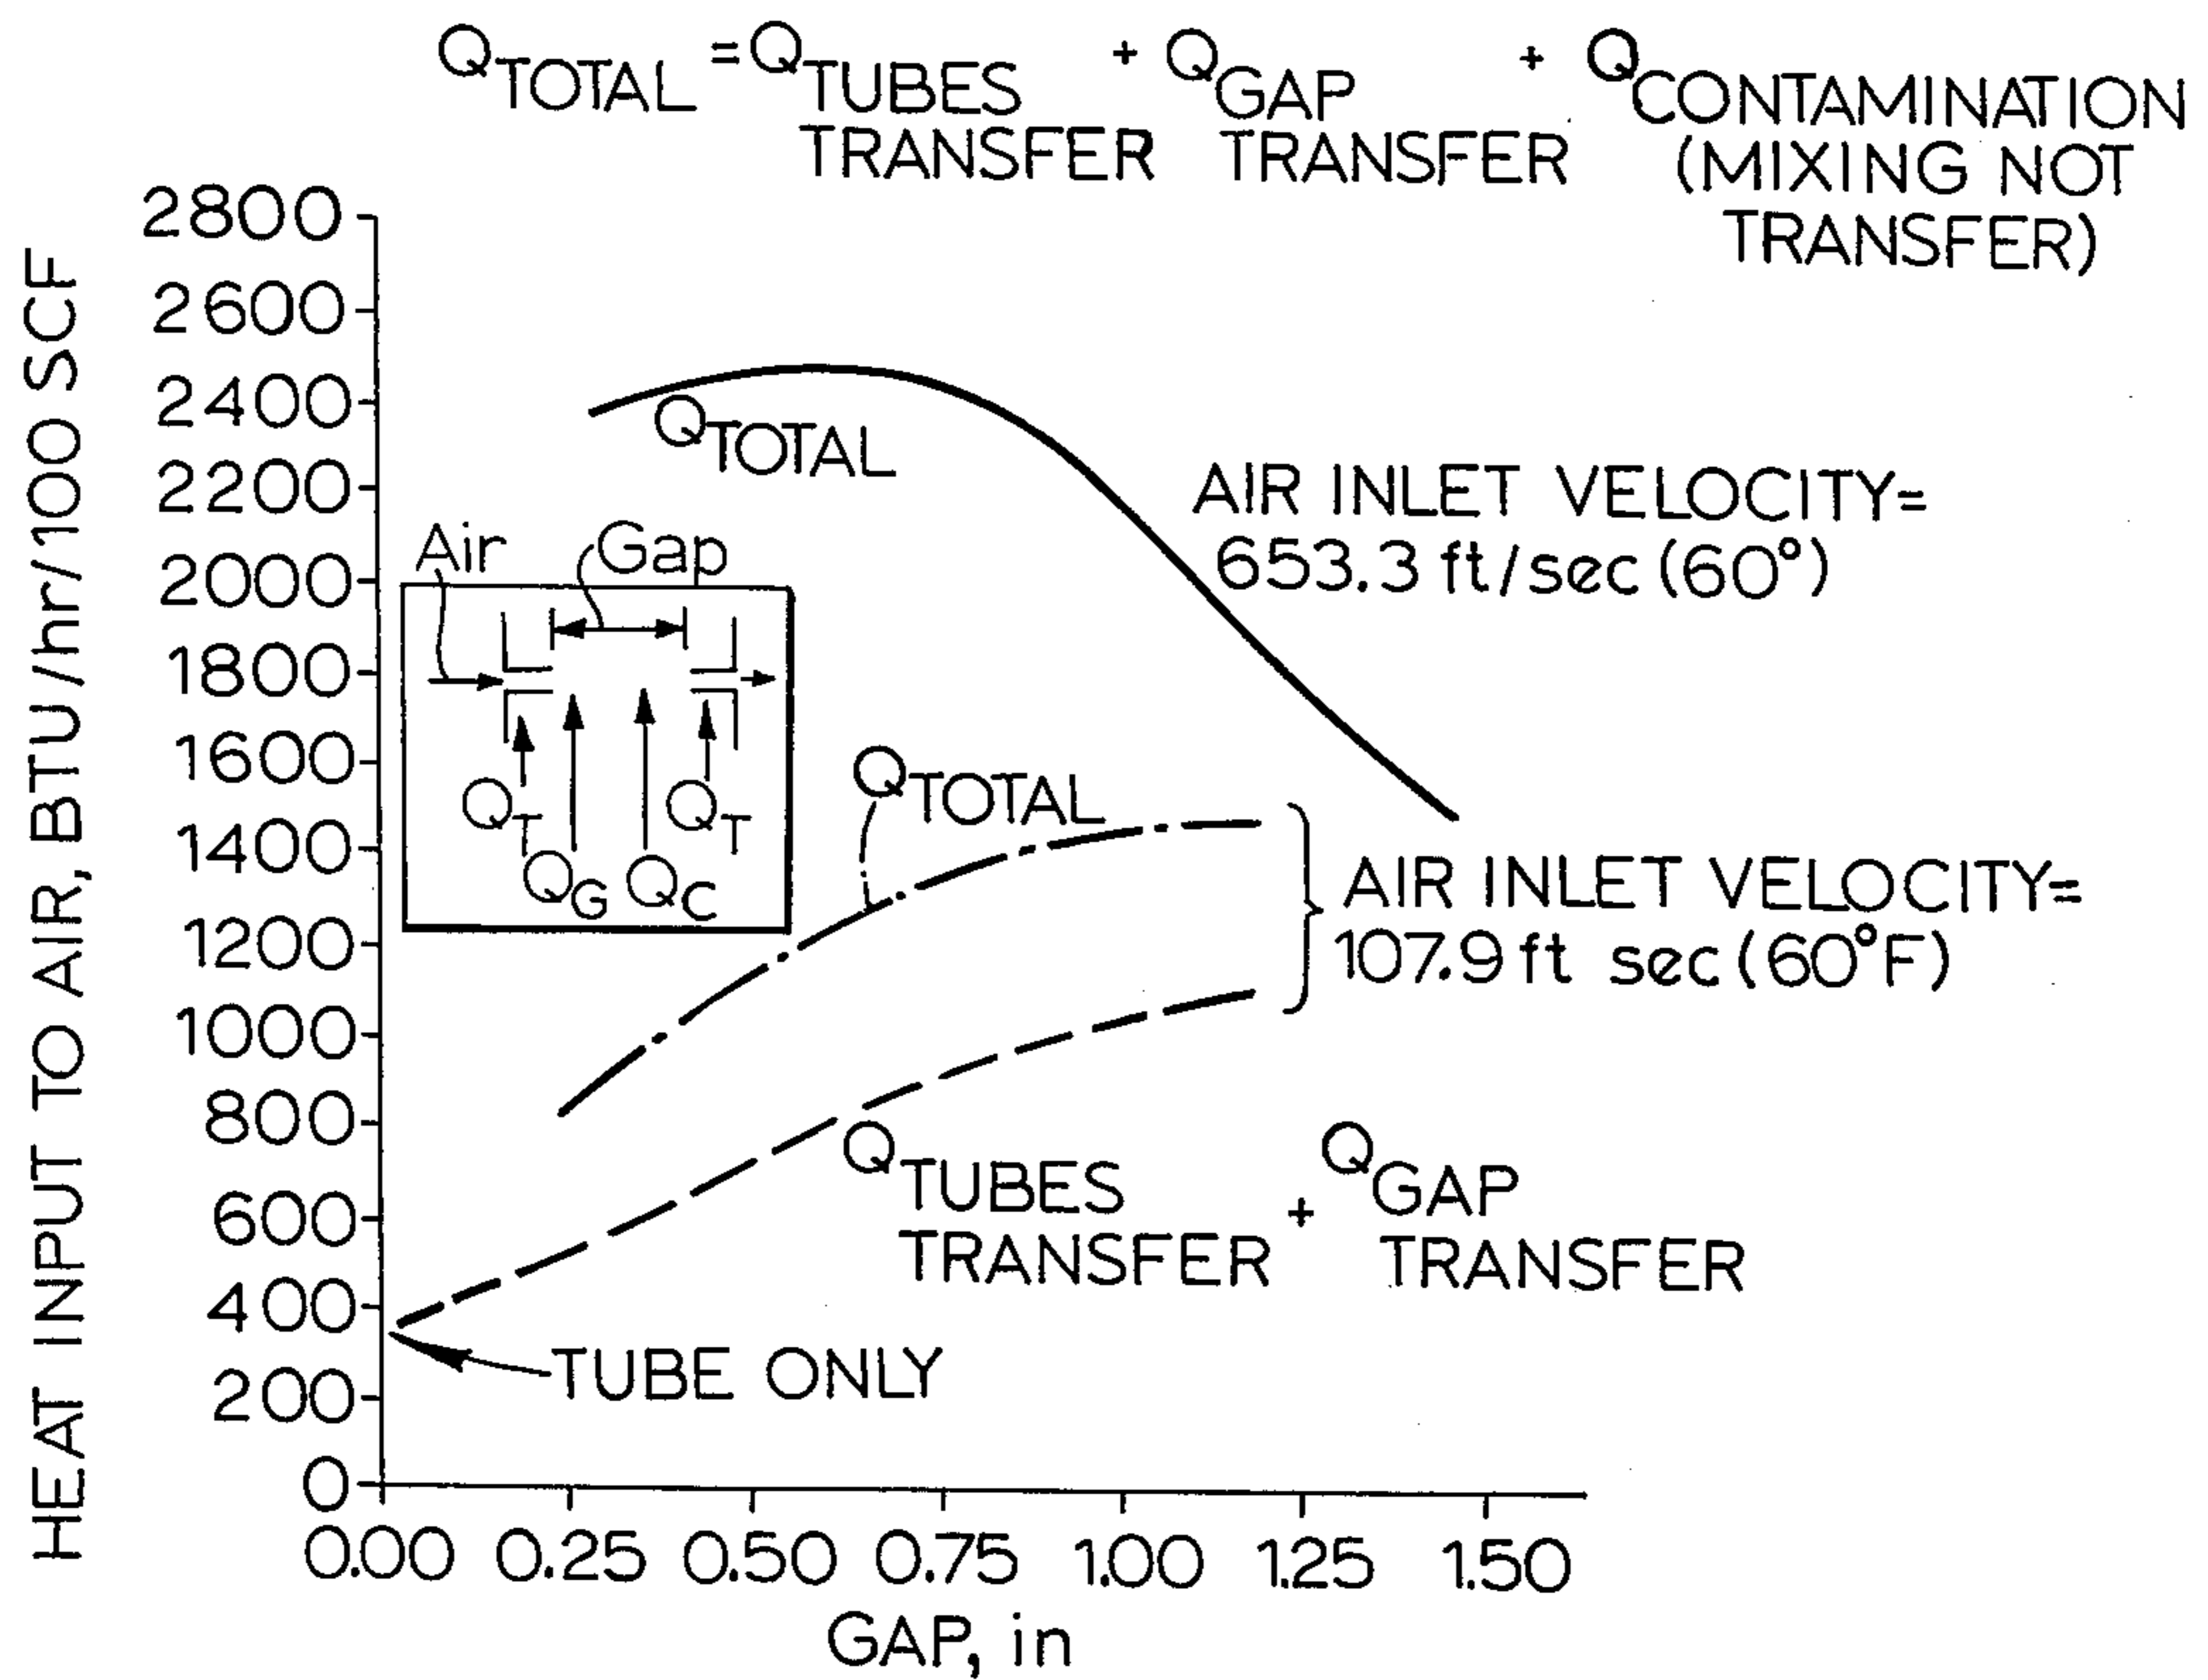 QTOTAL = QTUBES TRANSFER + QGAP TRANSFER + QCONTAMINATION (MIXING NOT TRANSFER)
HEAT INPUT TO AIR, BTU/hr/100 SCF
2800
2600
2400
2200
2000
1800
1600
1400
1200
1000
800
600
400
200
0
QTOTAL
AIR INLET VELOCITY=
653.3 ft/sec (60°)
Air
Gap
QT
QT
QG
QC
QTOTAL
AIR INLET VELOCITY=
107.9 ft sec (60°F)
QTUBES TRANSFER + QGAP TRANSFER
TUBE ONLY
0.00 0.25 0.50 0.75 1.00 1.25 1.50
GAP, in